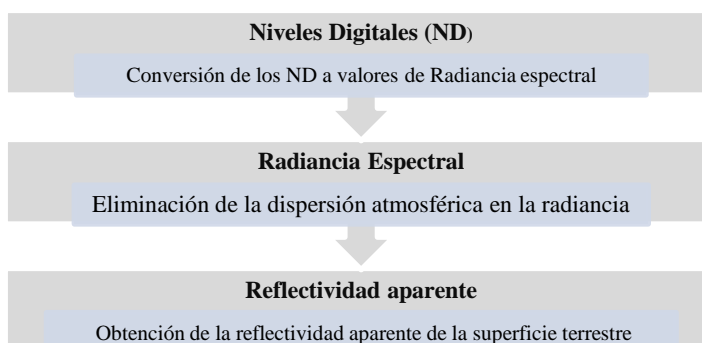 Niveles Digitales (ND)
Conversión de los ND a valores de Radiancia espectral
Radiancia Espectral
Eliminación de la dispersión atmosférica en la radiancia
Reflectividad aparente
Obtención de la reflectividad aparente de la superficie terrestre